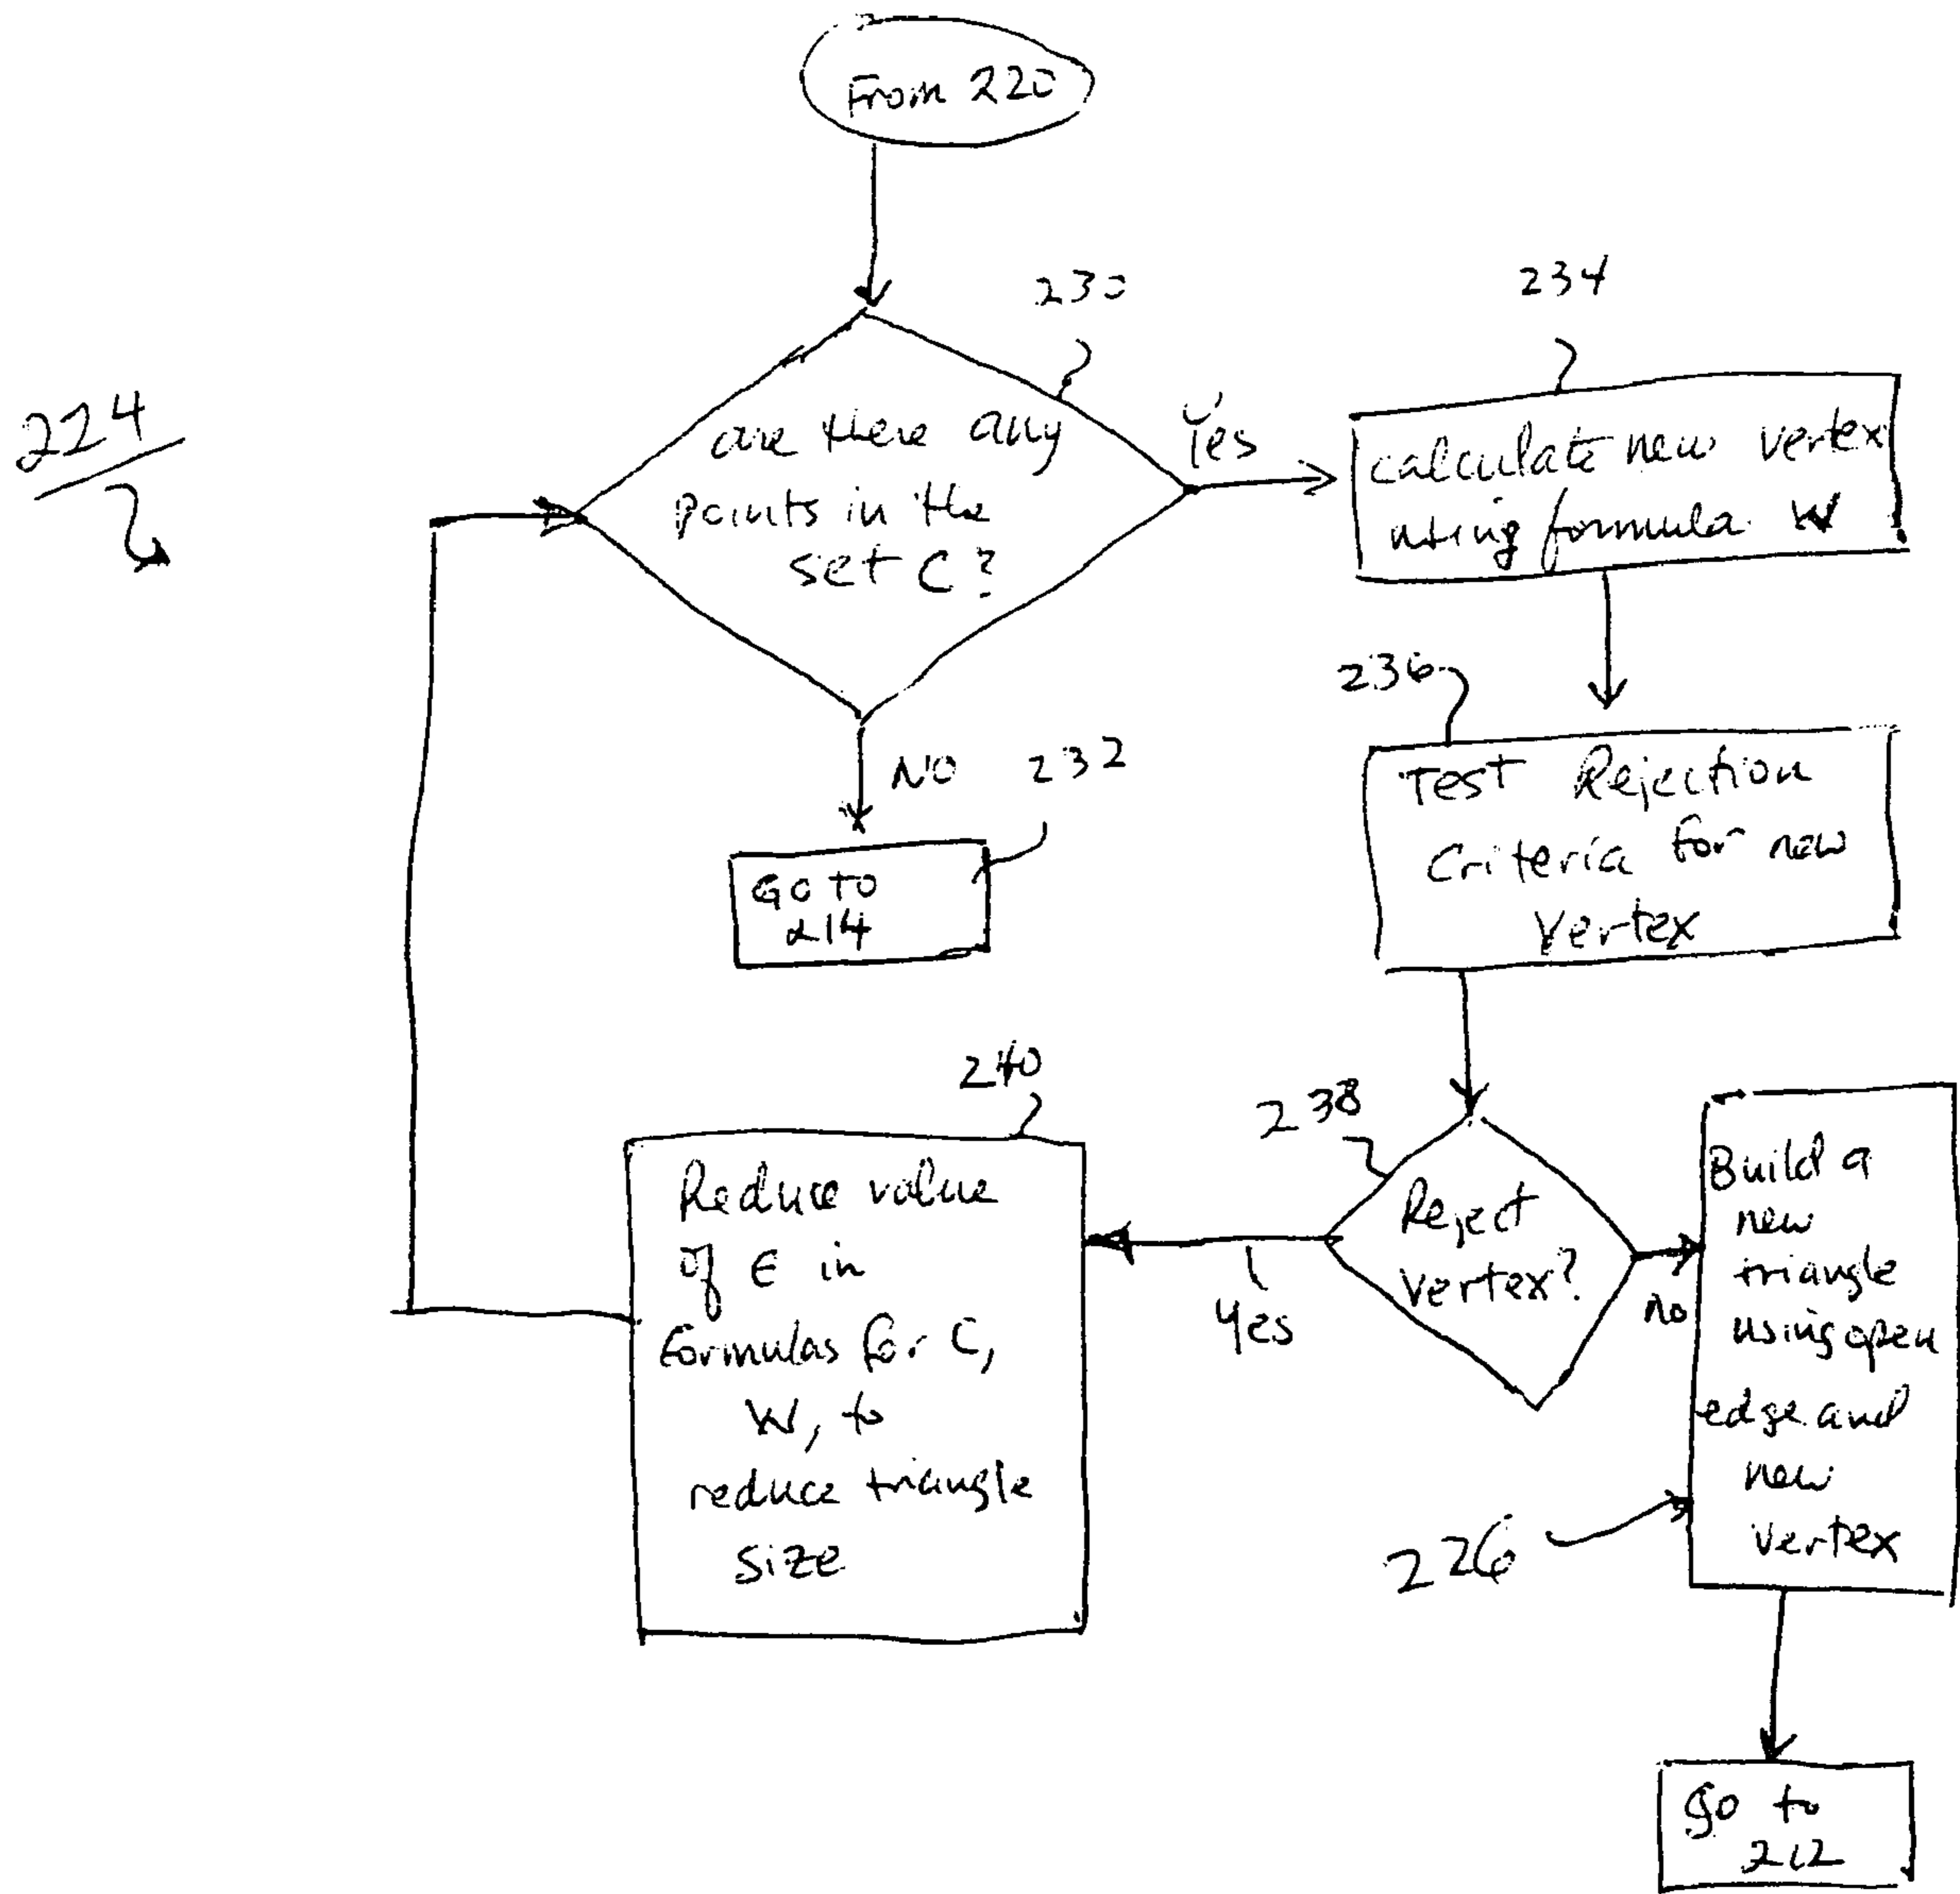 From 220
230
234
224
are there any
points in the
set C?
Yes
calculate new vertex
using formula W
236
NO
232
Test Rejection
Criteria for new
Vertex
Go to
214
240
238
Reduce value
of ϵ in
formulas for C,
W, to
reduce triangle
size
Yes
Reject
Vertex?
no
Build a
new
triangle
using open
edge and
new
vertex
226
go to
212